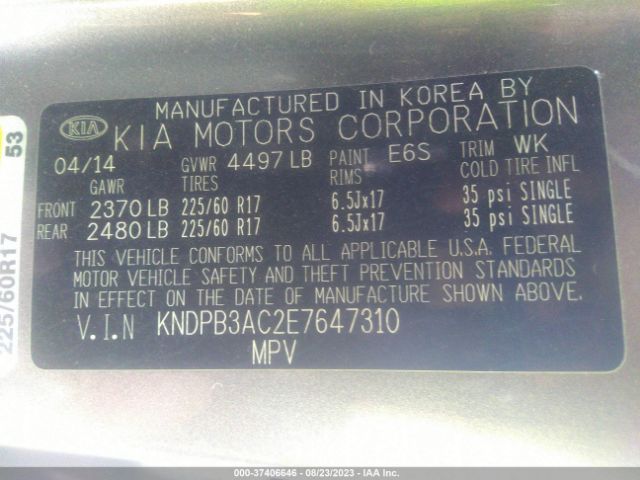 MANUFACTURED IN KOREA BY
KIA KIA MOTORS CORPORATION
04/14 GVWR 4497 LB PAINT E6S TRIM WK
GAWR TIRES RIMS COLD TIRE INFL
FRONT 2370 LB 225/60 R17 6.5Jx17 35 psi SINGLE
REAR 2480 LB 225/60 R17 6.5Jx17 35 psi SINGLE
THIS VEHICLE CONFORMS TO ALL APPLICABLE U.S.A. FEDERAL
MOTOR VEHICLE SAFETY AND THEFT PREVENTION STANDARDS
IN EFFECT ON THE DATE OF MANUFACTURE SHOWN ABOVE.
V.I.N KNDPB3AC2E7647310
MPV
53
225/60R17
00-37406646 - 08/23/2023 - IAA Inc.